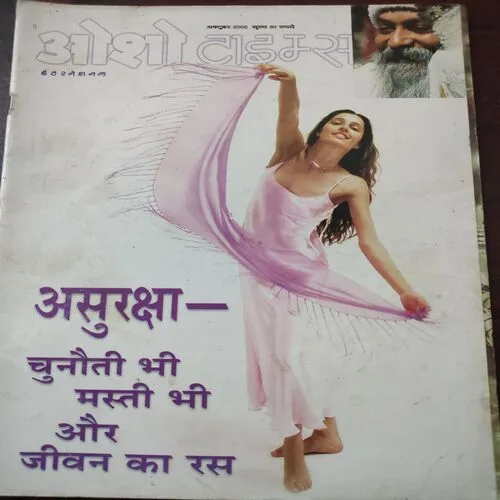 अक्तूबर 2002 मूल्य 30 रुपये
ओशो टाइम्स
इंटरनेशनल
असुरक्षा–
चुनौती भी
मस्ती भी
और
जीवन का रस